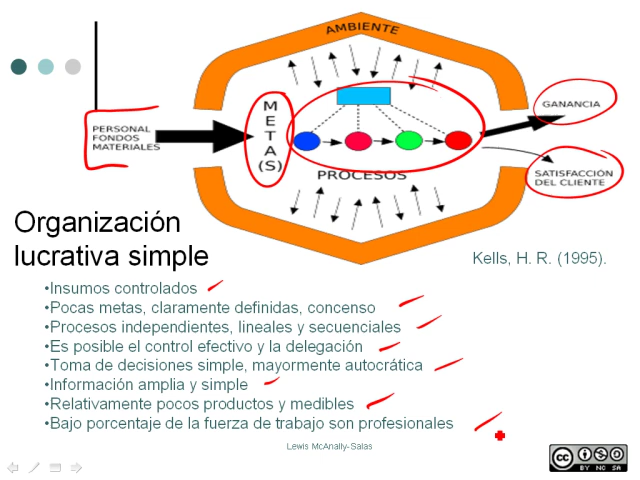 AMBIENTE
PERSONAL
FONDOS
MATERIALES
META(S)
PROCESOS
GANANCIA
SATISFACCIÓN
DEL CLIENTE
Organización
lucrativa simple
Kells, H. R. (1995).
•Insumos controlados
•Pocas metas, claramente definidas, concenso
•Procesos independientes, lineales y secuenciales
•Es posible el control efectivo y la delegación
•Toma de decisiones simple, mayormente autocrática
•Información amplia y simple
•Relativamente pocos productos y medibles
•Bajo porcentaje de la fuerza de trabajo son profesionales
Lewis McAnally-Salas
cc
BY NC SA